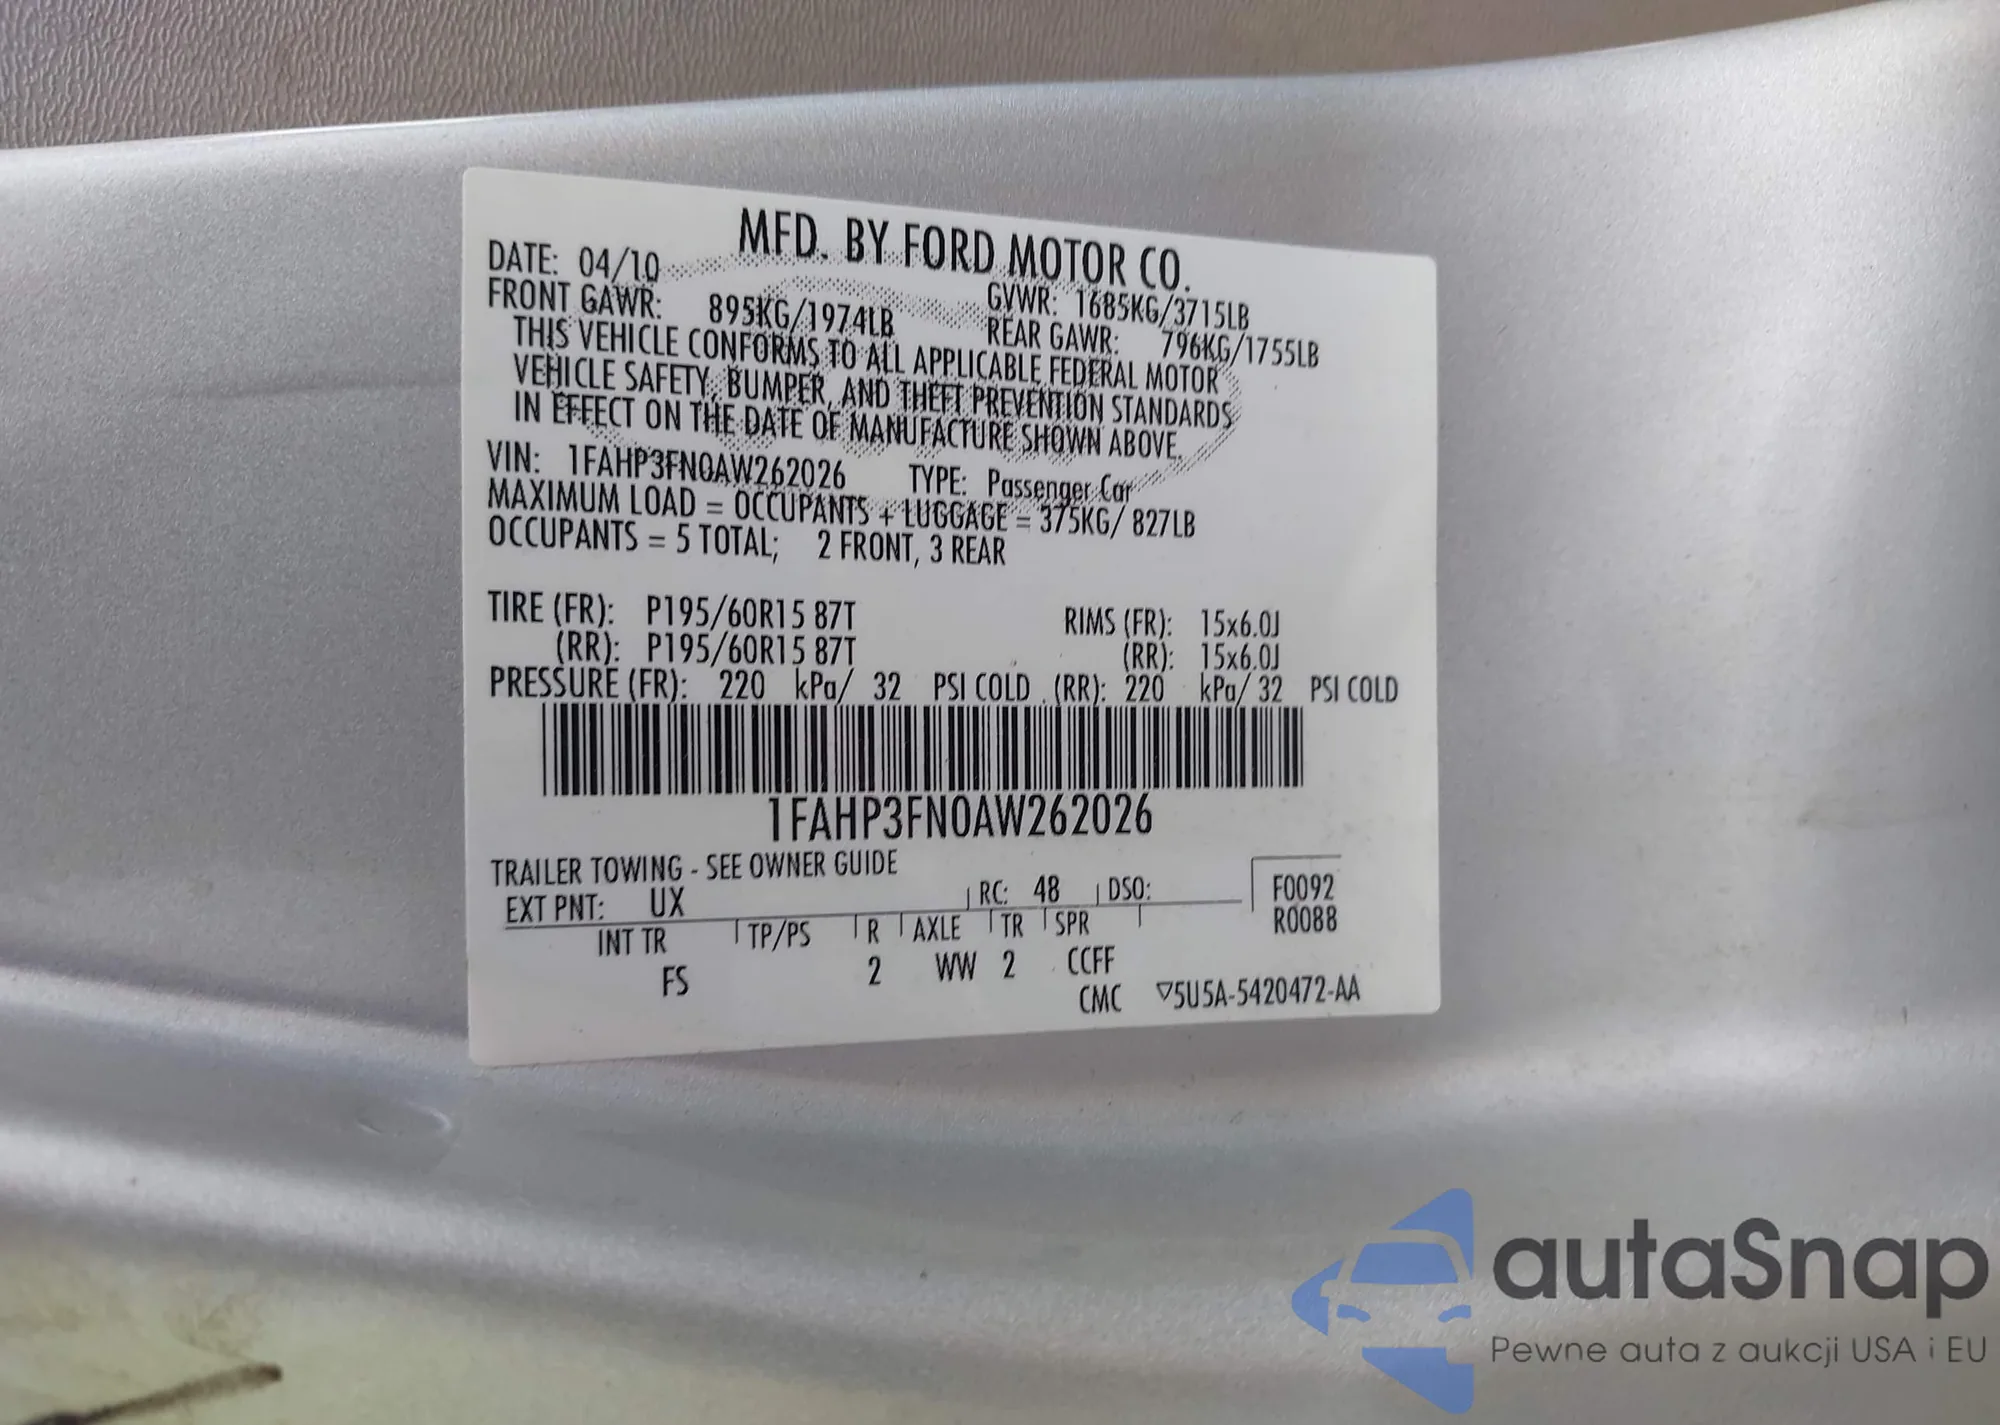 MFD. BY FORD MOTOR CO.
DATE: 04/10
GVWR: 1685KG/3715LB
FRONT GAWR: 895KG/1974LB
REAR GAWR: 796KG/1755LB
THIS VEHICLE CONFORMS TO ALL APPLICABLE FEDERAL MOTOR
VEHICLE SAFETY, BUMPER, AND THEFT PREVENTION STANDARDS
IN EFFECT ON THE DATE OF MANUFACTURE SHOWN ABOVE.
VIN: 1FAHP3FN0AW262026 TYPE: Passenger Car
MAXIMUM LOAD = OCCUPANTS + LUGGAGE = 375KG/ 827LB
OCCUPANTS = 5 TOTAL; 2 FRONT, 3 REAR
TIRE (FR): P195/60R15 87T RIMS (FR): 15x6.0J
(RR): P195/60R15 87T (RR): 15x6.0J
PRESSURE (FR): 220 kPa/ 32 PSI COLD (RR): 220 kPa/ 32 PSI COLD
1FAHP3FN0AW262026
TRAILER TOWING - SEE OWNER GUIDE
EXT PNT: UX RC: 48 DSO: F0092
R0088
INT TR TP/PS R AXLE TR SPR
FS 2 WW 2 CCFF
CMC ▽5U5A-5420472-AA
autaSnap
Pewne auta z aukcji USA i EU